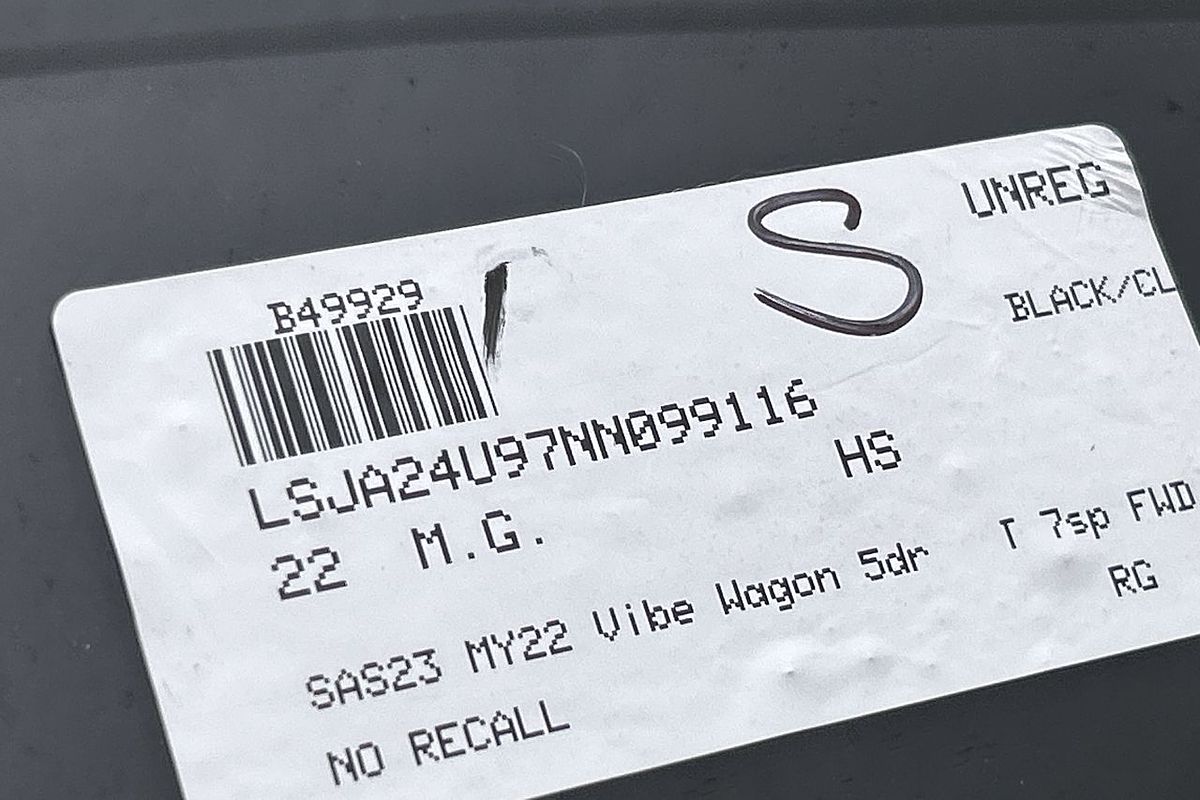 UNREG
S
B49929
BLACK/CL
LSJA24U97NN099116
22 M.G. HS
SAS23 MY22 Vibe Wagon 5dr T 7sp FWD
NO RECALL RG